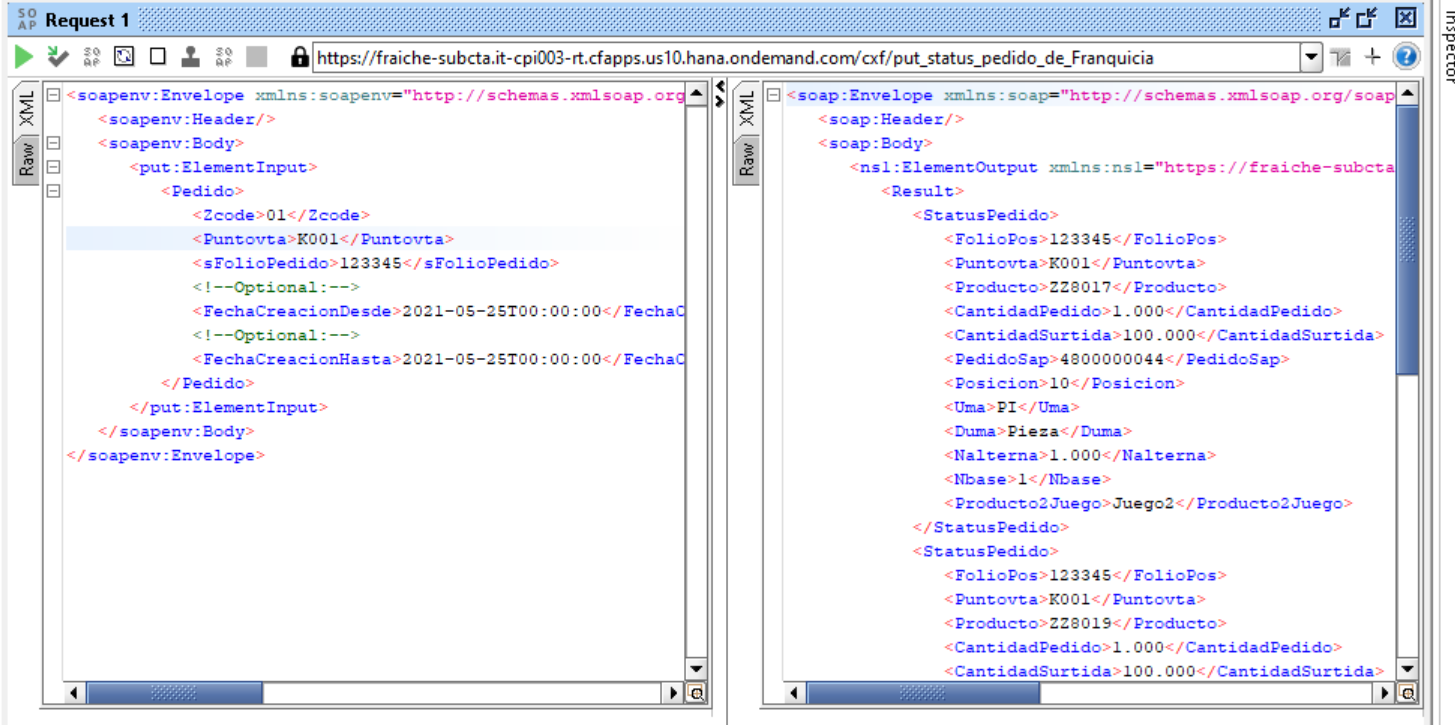 SO
AP Request 1
Inspector
SO
AP
SO
AP
https://fraiche-subcta.it-cpi003-rt.cfapps.us10.hana.ondemand.com/cxf/put_status_pedido_de_Franquicia
XML
Raw
<soapenv:Envelope xmlns:soapenv="http://schemas.xmlsoap.org
<soapenv:Header/>
<soapenv:Body>
<put:ElementInput>
<Pedido>
<Zcode>01</Zcode>
<Puntovta>K001</Puntovta>
<sFolioPedido>123345</sFolioPedido>
<!--Optional:-->
<FechaCreacionDesde>2021-05-25T00:00:00</FechaC
<!--Optional:-->
<FechaCreacionHasta>2021-05-25T00:00:00</FechaC
</Pedido>
</put:ElementInput>
</soapenv:Body>
</soapenv:Envelope>
XML
Raw
<soap:Envelope xmlns:soap="http://schemas.xmlsoap.org/soap
<soap:Header/>
<soap:Body>
<ns1:ElementOutput xmlns:ns1="https://fraiche-subcta
<Result>
<StatusPedido>
<FolioPos>123345</FolioPos>
<Puntovta>K001</Puntovta>
<Producto>ZZ8017</Producto>
<CantidadPedido>1.000</CantidadPedido>
<CantidadSurtida>100.000</CantidadSurtida>
<PedidoSap>4800000044</PedidoSap>
<Posicion>10</Posicion>
<Uma>PI</Uma>
<Duma>Pieza</Duma>
<Nalterna>1.000</Nalterna>
<Nbase>1</Nbase>
<Producto2Juego>Juego2</Producto2Juego>
</StatusPedido>
<StatusPedido>
<FolioPos>123345</FolioPos>
<Puntovta>K001</Puntovta>
<Producto>ZZ8019</Producto>
<CantidadPedido>1.000</CantidadPedido>
<CantidadSurtida>100.000</CantidadSurtida>